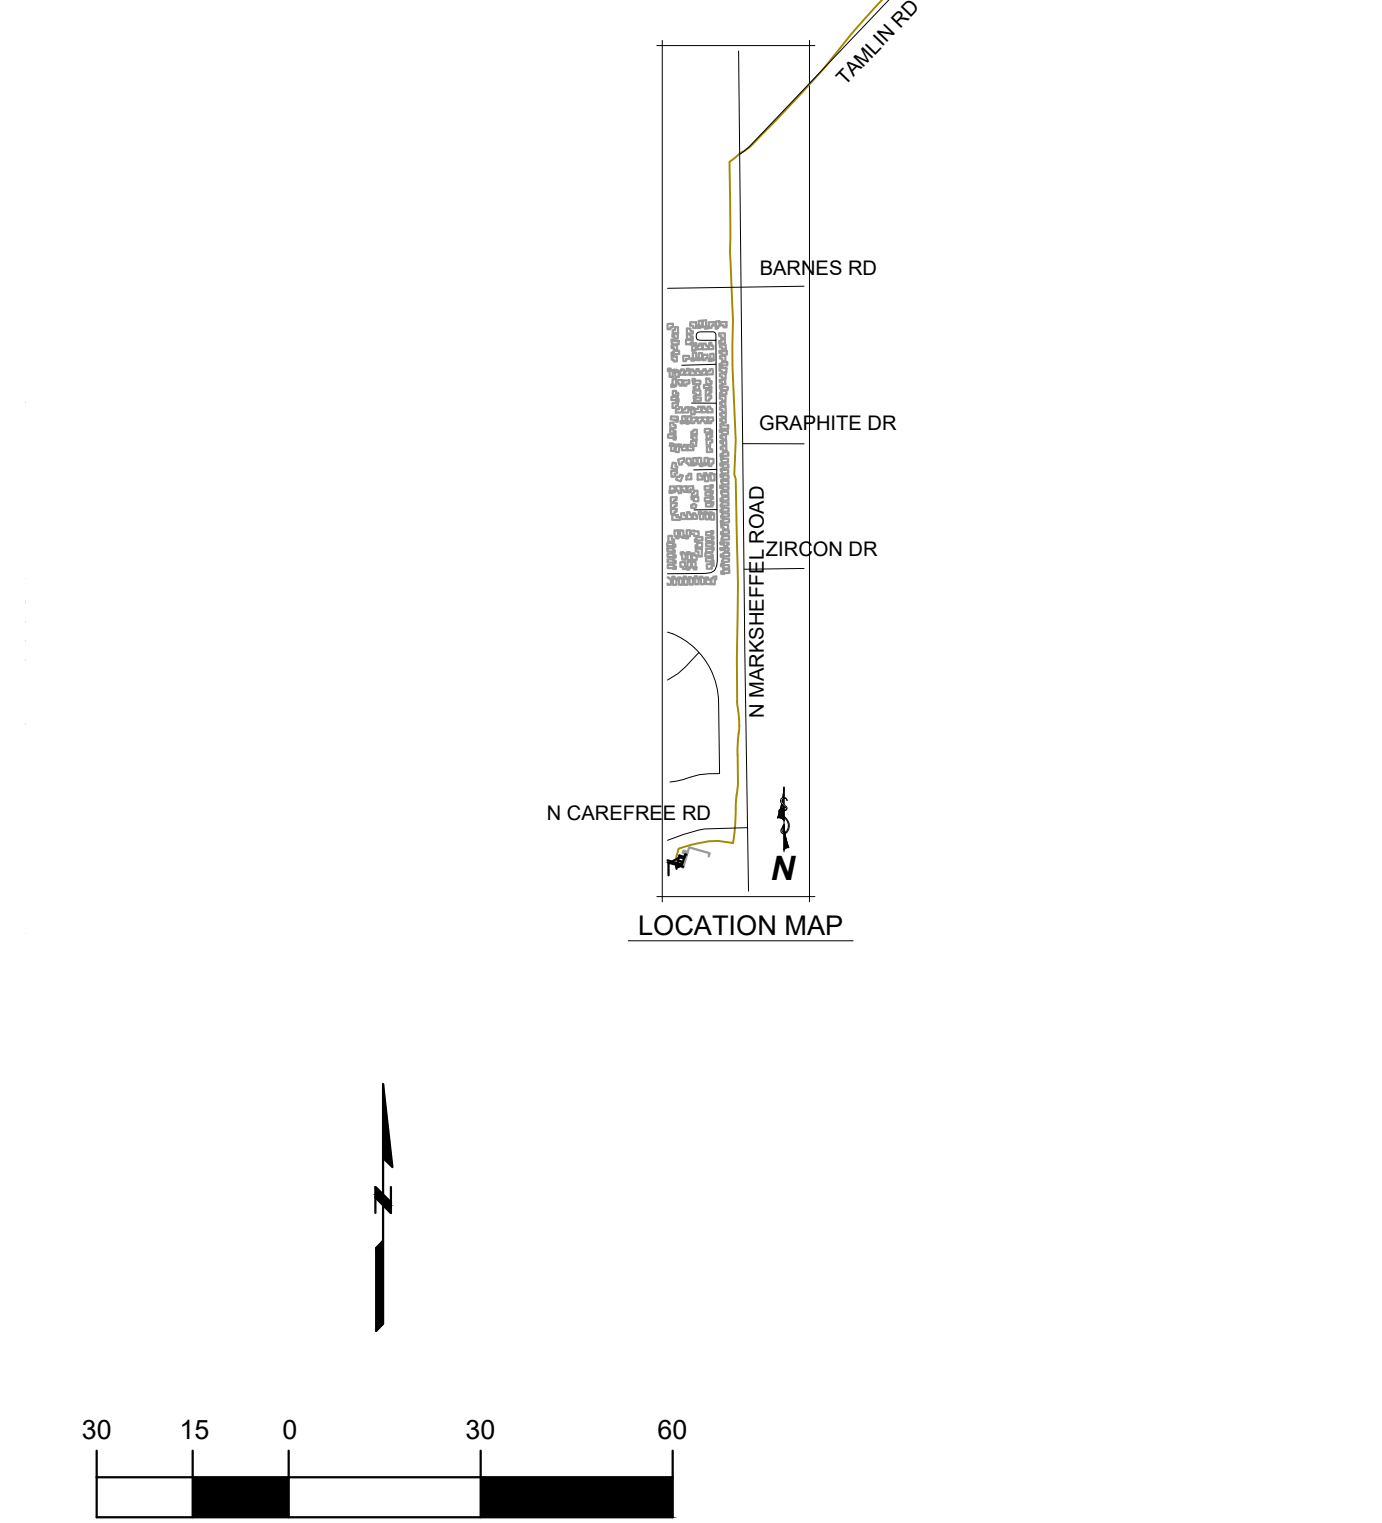 TAMLIN RD
BARNES RD
GRAPHITE DR
N MARKSHEFFEL ROAD
ZIRCON DR
N CAREFREE RD
N
LOCATION MAP
N
30 15 0 30 60